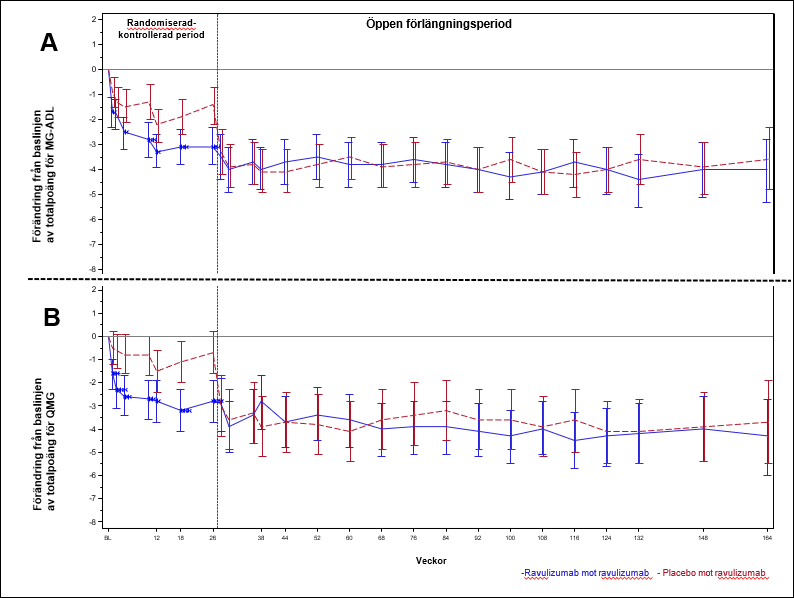 Randomiserad-
kontrollerad period
Öppen förlängningsperiod
A
Förändring från baslinjen
av totalpoäng för MG-ADL
2
1
0
-1
-2
-3
-4
-5
-6
-7
-8
B
Förändring från baslinjen
av totalpoäng för QMG
2
1
0
-1
-2
-3
-4
-5
-6
-7
-8
BL 12 18 26 38 44 52 60 68 76 84 92 100 108 116 124 132 148 164
Veckor
-Ravulizumab mot ravulizumab - Placebo mot ravulizumab